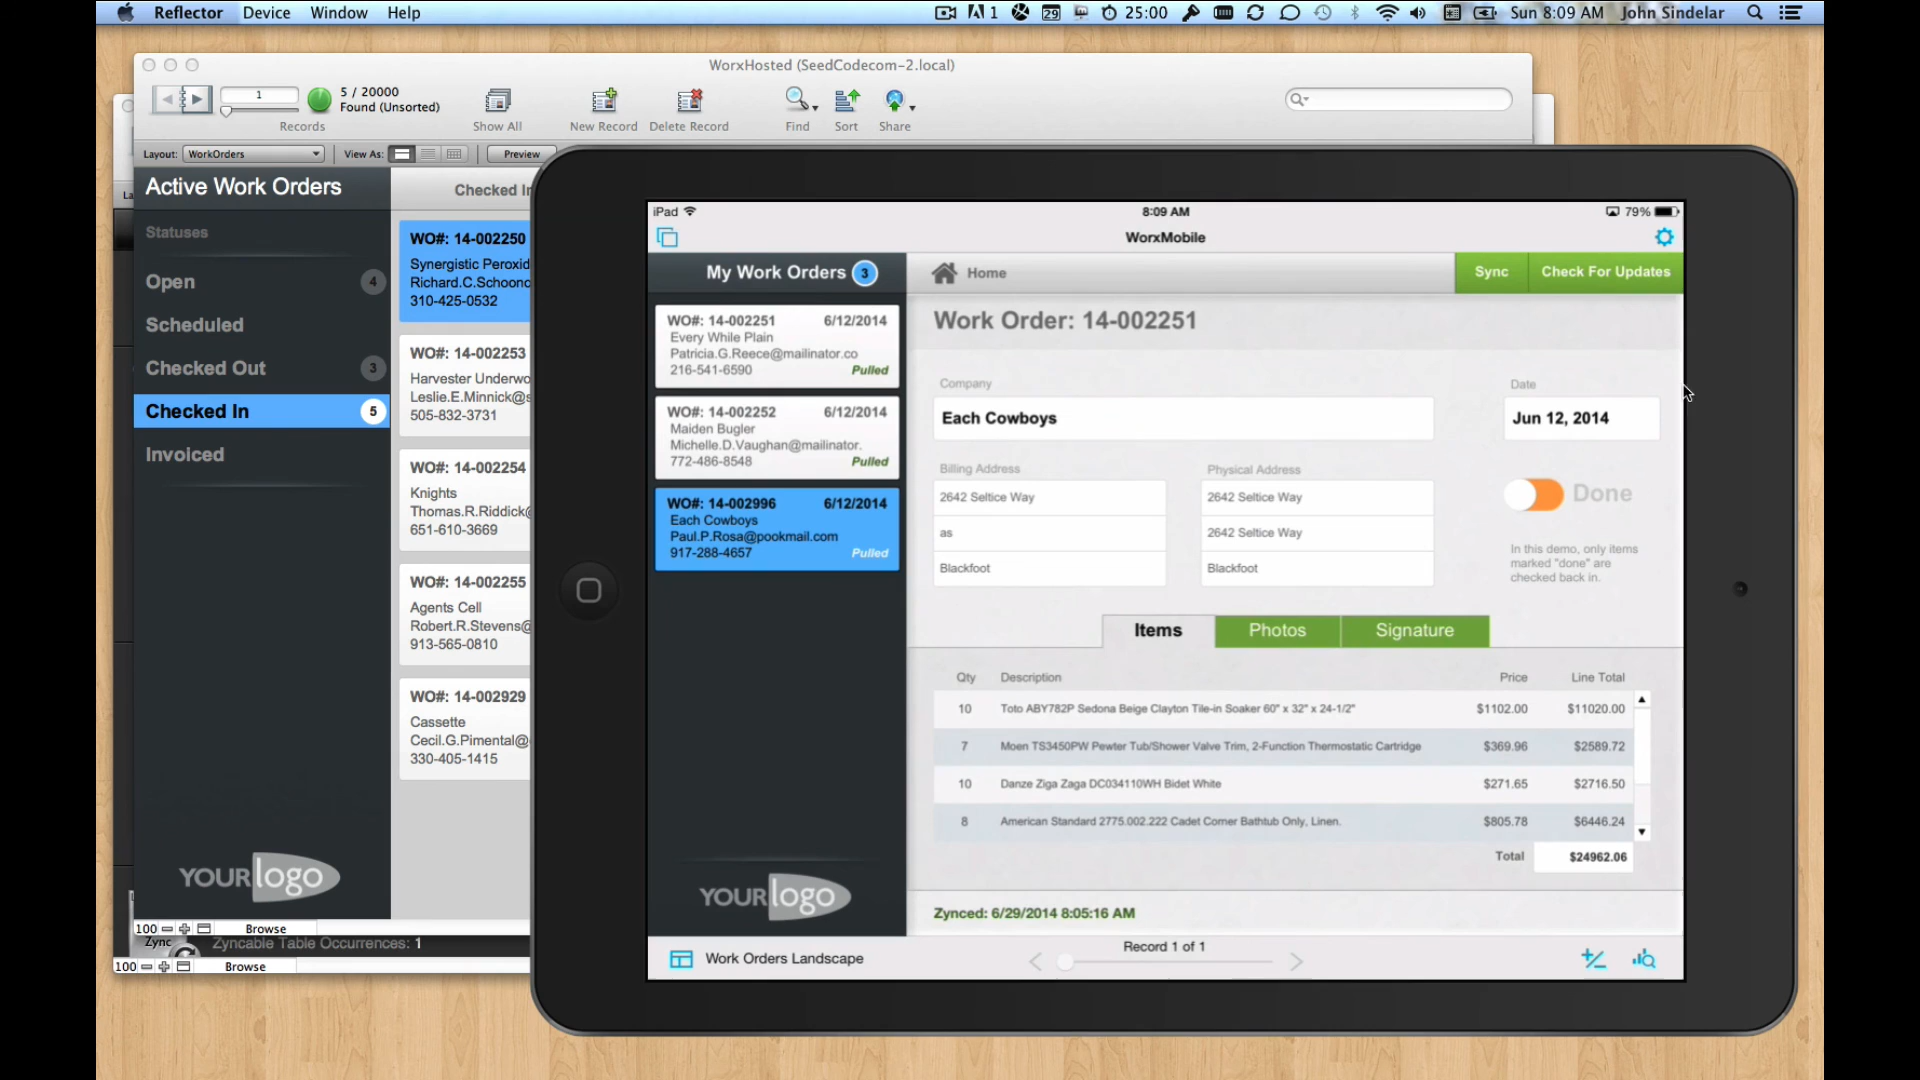 Reflector Device Window Help
1 29 25:00 Sun 8:09 AM John Sindelar
WorxHosted (SeedCodecom-2.local)
1
5 / 20000
Found (Unsorted)
Records Show All New Record Delete Record Find Sort Share
Layout: WorkOrders View As: Preview
Active Work Orders
Statuses
Open 4
Scheduled
Checked Out 3
Checked In 5
Invoiced
YOUR logo
100 Browse
Zync Zyncable Table Occurrences: 1
100 Browse
Checked In
WO#: 14-002250
Synergistic Peroxid
Richard.C.Schoonc
310-425-0532
WO#: 14-002253
Harvester Underwo
Leslie.E.Minnick@s
505-832-3731
WO#: 14-002254
Knights
Thomas.R.Riddick@
651-610-3669
WO#: 14-002255
Agents Cell
Robert.R.Stevens@
913-565-0810
WO#: 14-002929
Cassette
Cecil.G.Pimental@
330-405-1415
iPad 8:09 AM 79%
WorxMobile
My Work Orders 3
Home
Sync Check For Updates
WO#: 14-002251 6/12/2014
Every While Plain
Patricia.G.Reece@mailinator.co
216-541-6590 Pulled
WO#: 14-002252 6/12/2014
Maiden Bugler
Michelle.D.Vaughan@mailinator.
772-486-8548 Pulled
WO#: 14-002996 6/12/2014
Each Cowboys
Paul.P.Rosa@pookmail.com
917-288-4657 Pulled
YOUR logo
Work Order: 14-002251
Company Date
Each Cowboys Jun 12, 2014
Billing Address Physical Address
2642 Seltice Way 2642 Seltice Way
as 2642 Seltice Way
Blackfoot Blackfoot
Done
In this demo, only items
marked "done" are
checked back in.
Items Photos Signature
Qty Description Price Line Total
10 Toto ABY782P Sedona Beige Clayton Tile-in Soaker 60" x 32" x 24-1/2" $1102.00 $11020.00
7 Moen TS3450PW Pewter Tub/Shower Valve Trim, 2-Function Thermostatic Cartridge $369.96 $2589.72
10 Danze Ziga Zaga DC034110WH Bidet White $271.65 $2716.50
8 American Standard 2775.002.222 Cadet Corner Bathtub Only, Linen. $805.78 $6446.24
Total $24962.06
Zynced: 6/29/2014 8:05:16 AM
Work Orders Landscape
Record 1 of 1